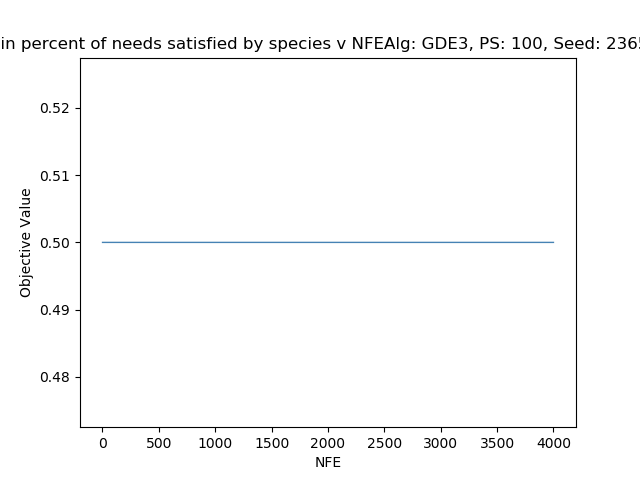 in percent of needs satisfied by species v NFEAlg: GDE3, PS: 100, Seed: 236
0.52
0.51
0.50
0.49
0.48
Objective Value
0 500 1000 1500 2000 2500 3000 3500 4000
NFE